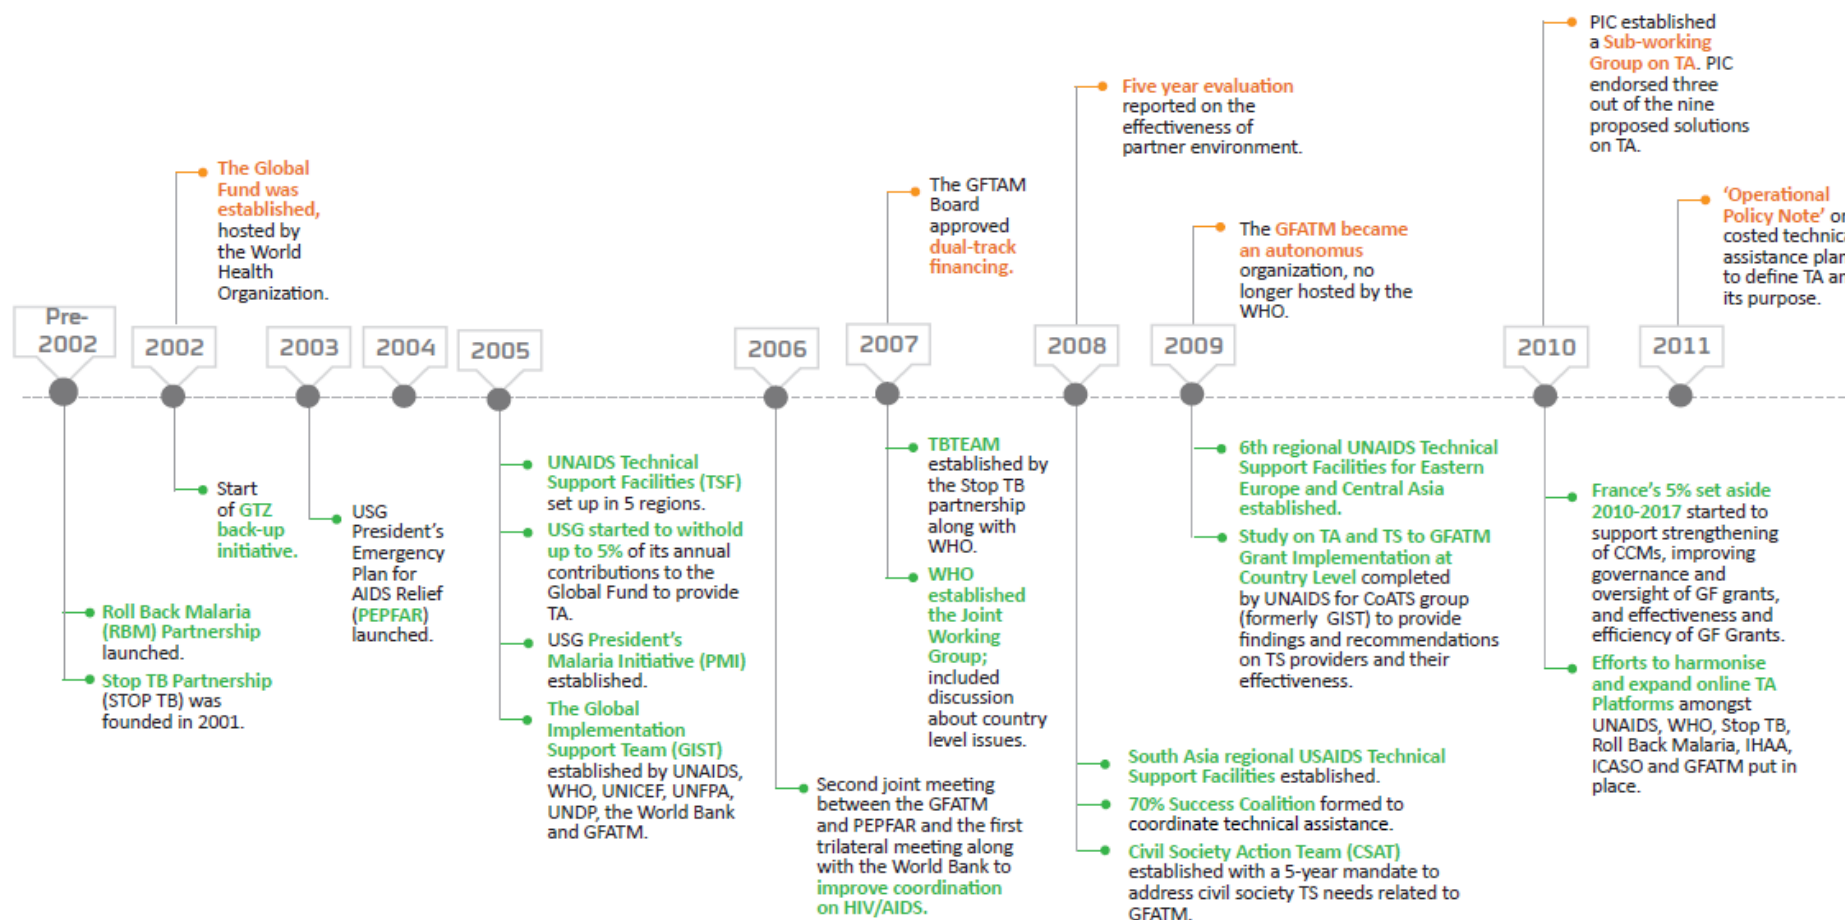 PIC established
a Sub-working
Group on TA. PIC
endorsed three
out of the nine
proposed solutions
on TA.
Five year evaluation
reported on the
effectiveness of
partner environment.
The Global
Fund was
established,
hosted by
the World
Health
Organization.
The GFTAM
Board
approved
dual-track
financing.
The GFATM became
an autonomus
organization, no
longer hosted by the
WHO.
‘Operational
Policy Note’
costed
assistance
to define TA
its purpose.
Pre-
2002
2002
2003
2004
2005
2006
2007
2008
2009
2010
2011
Roll Back Malaria
(RBM) Partnership
launched.
Stop TB Partnership
(STOP TB) was
founded in 2001.
Start
of GTZ
back-up
initiative.
USG
President’s
Emergency
Plan for
AIDS Relief
(PEPFAR)
launched.
UNAIDS Technical
Support Facilities (TSF)
set up in 5 regions.
USG started to withold
up to 5% of its annual
contributions to the
Global Fund to provide
TA.
USG President’s
Malaria Initiative (PMI)
established.
The Global
Implementation
Support Team (GIST)
established by UNAIDS,
WHO, UNICEF, UNFPA,
UNDP, the World Bank
and GFATM.
Second joint meeting
between the GFATM
and PEPFAR and the first
trilateral meeting along
with the World Bank to
improve coordination
on HIV/AIDS.
TBTEAM
established by
the Stop TB
partnership
along with
WHO.
WHO
established
the Joint
Working
Group;
included
discussion
about country
level issues.
South Asia regional USAIDS Technical
Support Facilities established.
70% Success Coalition formed to
coordinate technical assistance.
Civil Society Action Team (CSAT)
established with a 5-year mandate to
address civil society TS needs related to
GFATM.
6th regional UNAIDS Technical
Support Facilities for Eastern
Europe and Central Asia
established.
Study on TA and TS to GFATM
Grant Implementation at
Country Level completed
by UNAIDS for CoATS group
(formerly GIST) to provide
findings and recommendations
on TS providers and their
effectiveness.
France’s 5% set aside
2010-2017 started to
support strengthening
of CCMs, improving
governance and
oversight of GF grants,
and effectiveness and
efficiency of GF Grants.
Efforts to harmonise
and expand online TA
Platforms amongst
UNAIDS, WHO, Stop TB,
Roll Back Malaria, IHAA,
ICASO and GFATM put in
place.